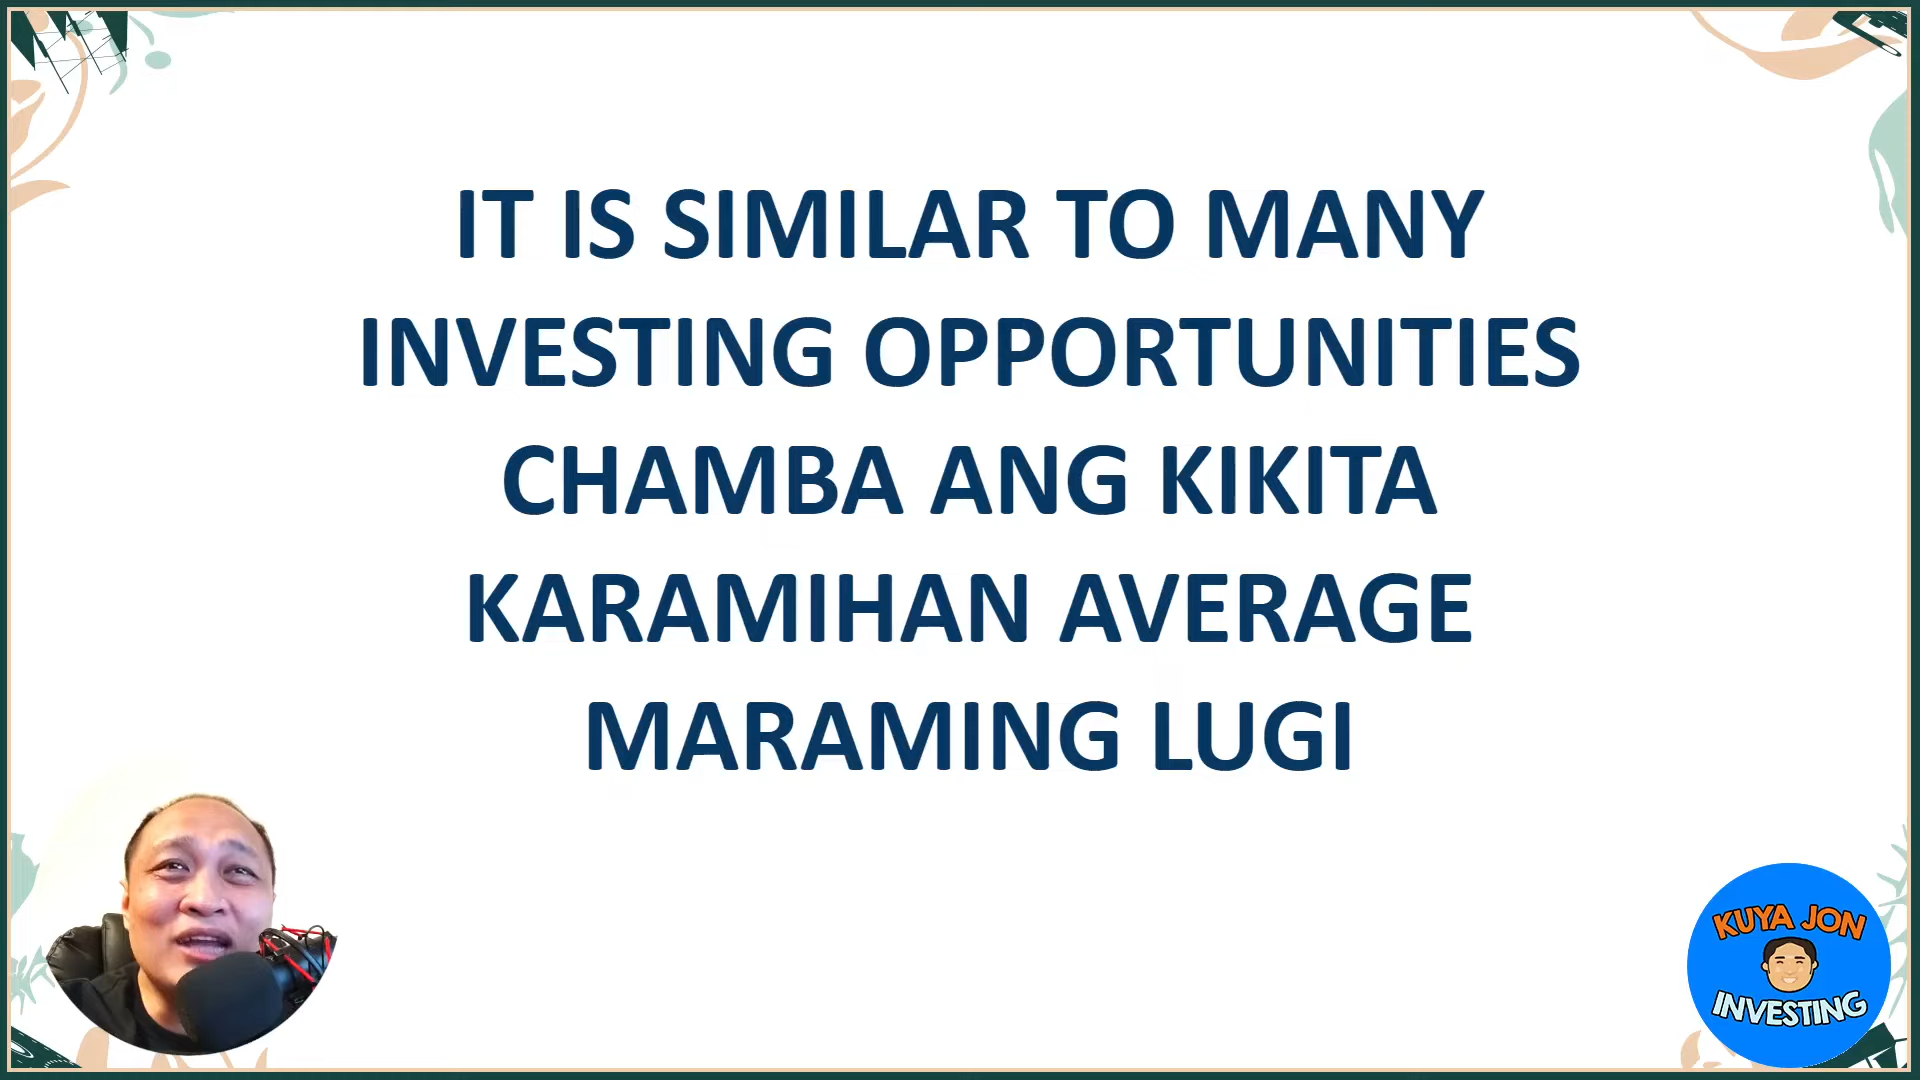 IT IS SIMILAR TO MANY
INVESTING OPPORTUNITIES
CHAMBA ANG KIKITA
KARAMIHAN AVERAGE
MARAMING LUGI
KUYA JON
INVESTING